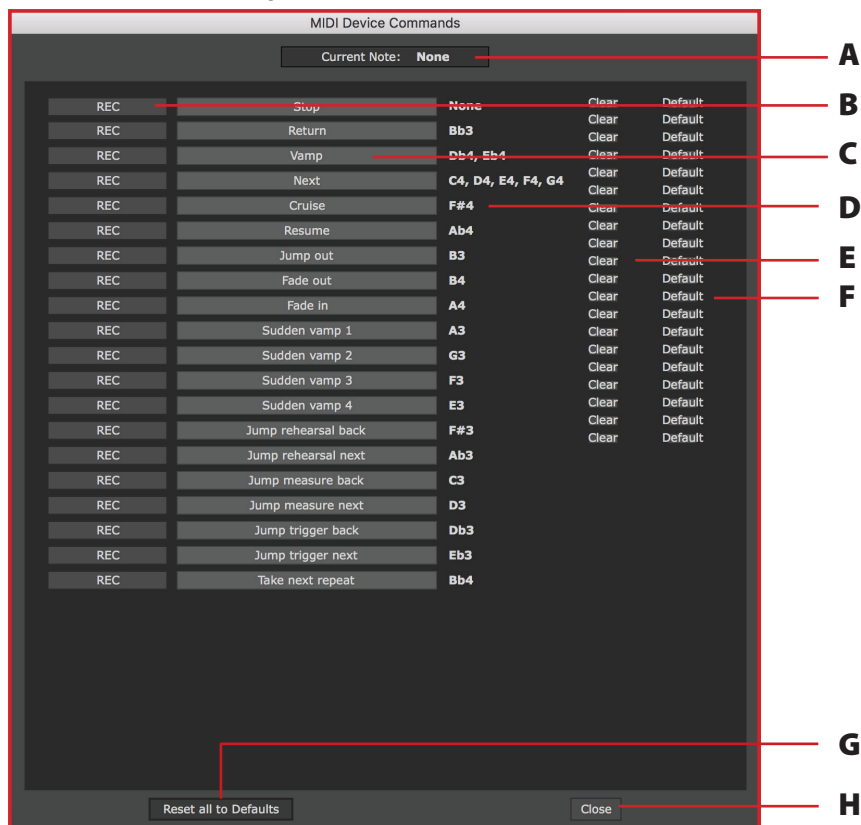 MIDI Device Commands
Current Note: None A
REC Stop None Clear Default B
REC Return Bb3 Clear Default
REC Vamp Db4, Eb4 Clear Default C
REC Next C4, D4, E4, F4, G4 Clear Default
REC Cruise F#4 Clear Default D
REC Resume Ab4 Clear Default
REC Jump out B3 Clear Default E
REC Fade out B4 Clear Default
REC Fade in A4 Clear Default F
REC Sudden vamp 1 A3 Clear Default
REC Sudden vamp 2 G3 Clear Default
REC Sudden vamp 3 F3 Clear Default
REC Sudden vamp 4 E3 Clear Default
REC Jump rehearsal back F#3 Clear Default
REC Jump rehearsal next Ab3 Clear Default
REC Jump measure back C3 Clear Default
REC Jump measure next D3 Clear Default
REC Jump trigger back Db3 Clear Default
REC Jump trigger next Eb3 Clear Default
REC Take next repeat Bb4 Clear Default
G
Reset all to Defaults Close H